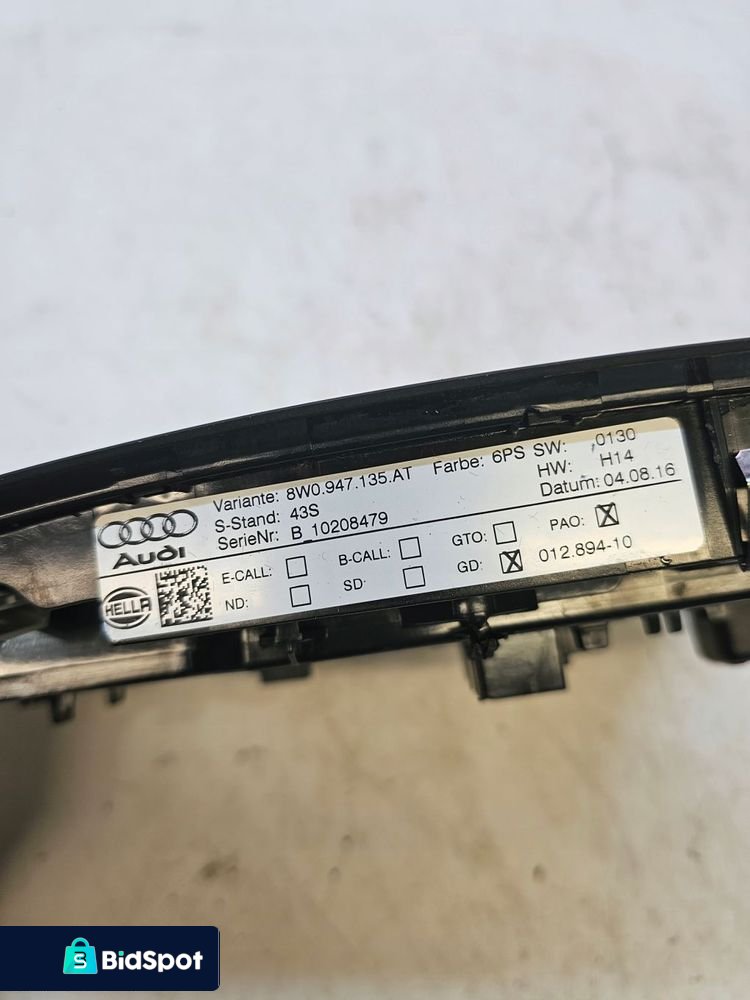 Variante: 8W0.947.135.AT Farbe: 6PS SW: 0130
S-Stand: 43S HW: H14
SerieNr: B_10208479 Datum: 04.08.16
Audi
E-CALL: B-CALL: GTO: PAO:
HELLA ND: SD: GD: 012.894-10
BidSpot